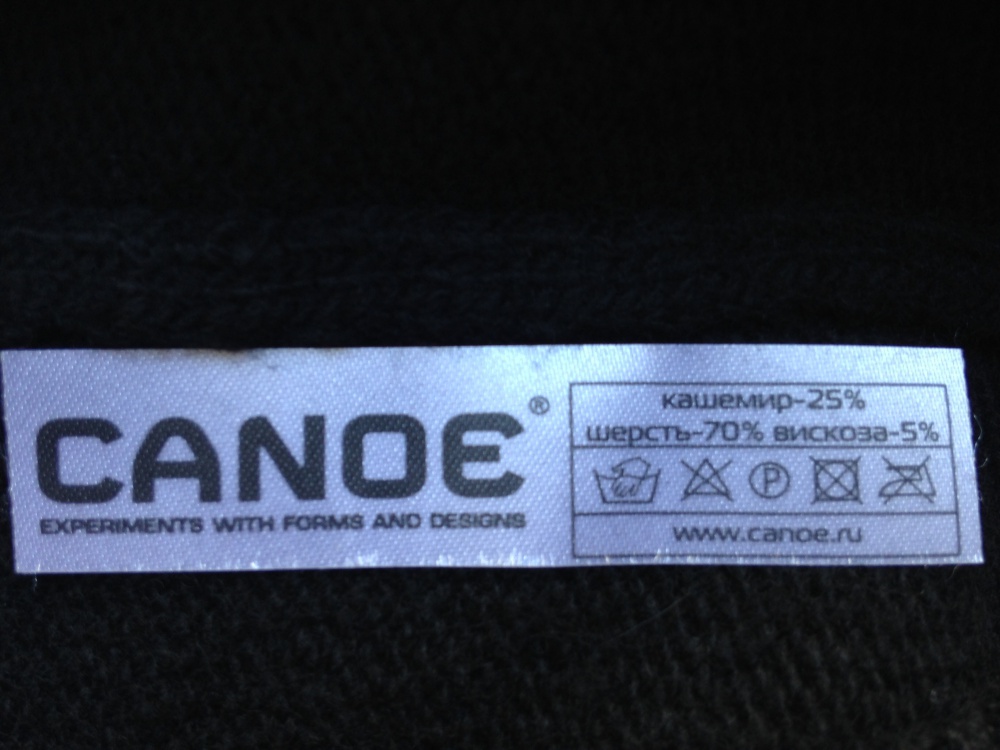 CANOE®
EXPERIMENTS WITH FORMS AND DESIGNS
кашемир-25%
шерсть-70% вискоза-5%
P
www.canoe.ru